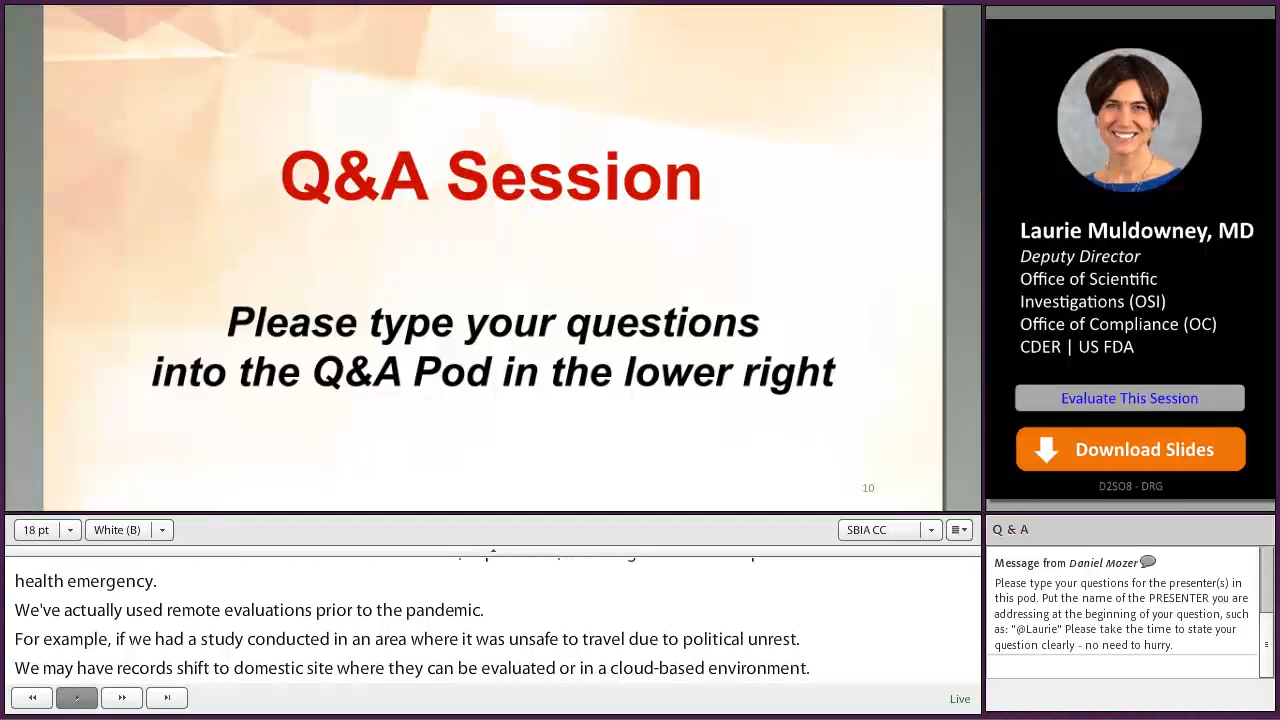 Q&A Session
Please type your questions
into the Q&A Pod in the lower right
10
Laurie Muldowney, MD
Deputy Director
Office of Scientific
Investigations (OSI)
Office of Compliance (OC)
CDER | US FDA
Evaluate This Session
Download Slides
D2S08 - DRG
18 pt
White (B)
SBIA CC
health emergency.
We've actually used remote evaluations prior to the pandemic.
For example, if we had a study conducted in an area where it was unsafe to travel due to political unrest.
We may have records shift to domestic site where they can be evaluated or in a cloud-based environment.
Live
Q & A
Message from Daniel Mozer
Please type your questions for the presenter(s) in
this pod. Put the name of the PRESENTER you are
addressing at the beginning of your question, such
as: "@Laurie" Please take the time to state your
question clearly - no need to hurry.